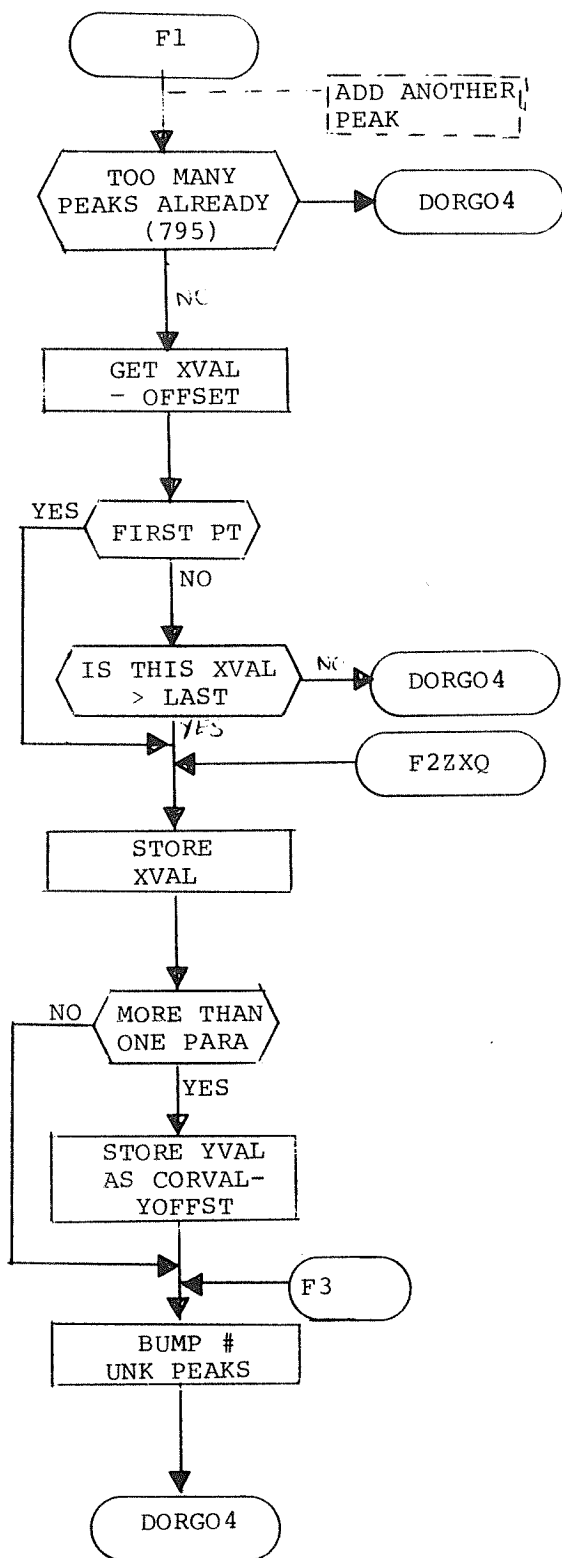 F1
ADD ANOTHER
PEAK
TOO MANY
PEAKS ALREADY
(795)
DORGO4
NO
GET XVAL
- OFFSET
YES
FIRST PT
NO
IS THIS XVAL
> LAST
NO
DORGO4
YES
F2ZXQ
STORE
XVAL
NO
MORE THAN
ONE PARA
YES
STORE YVAL
AS CORVAL-
YOFFST
F3
BUMP #
UNK PEAKS
DORGO4